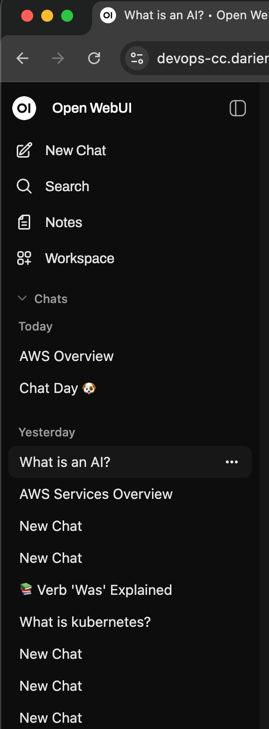 What is an AI? • Open We
devops-cc.darier
OI Open WebUI
New Chat
Search
Notes
Workspace
Chats
Today
AWS Overview
Chat Day 🐶
Yesterday
What is an AI?
AWS Services Overview
New Chat
New Chat
📚 Verb 'Was' Explained
What is kubernetes?
New Chat
New Chat
New Chat